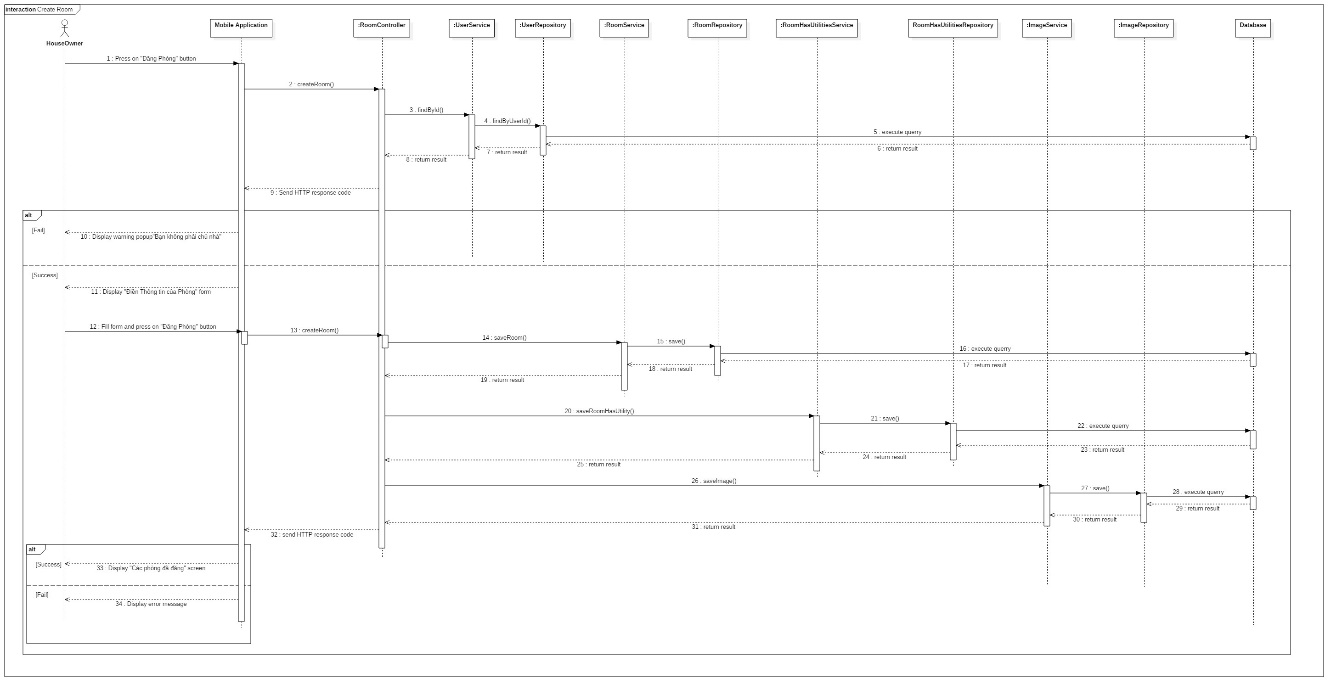 interaction Create Room
HouseOwner
Mobile Application
:RoomController
:UserService
:UserRepository
:RoomService
:RoomRepository
:RoomHasUtilitiesService
RoomHasUtilitiesRepository
:ImageService
:ImageRepository
Database
1 : Press on "Đăng Phòng" button
2 : createRoom()
3 : findById()
4 : findByUserId()
5 : execute querry
6 : return result
7 : return result
8 : return result
9 : Send HTTP response code
alt
[Fail]
10 : Display warning popup"Bạn không phải chủ nhà"
[Success]
11 : Display "Điền Thông tin của Phòng" form
12 : Fill form and press on "Đăng Phòng" button
13 : createRoom()
14 : saveRoom()
15 : save()
16 : execute querry
17 : return result
18 : return result
19 : return result
20 : saveRoomHasUtility()
21 : save()
22 : execute querry
23 : return result
24 : return result
25 : return result
26 : saveImage()
27 : save()
28 : execute querry
29 : return result
30 : return result
31 : return result
32 : send HTTP response code
alt
[Success]
33 : Display "Các phòng đã đăng" screen
[Fail]
34 : Display error message